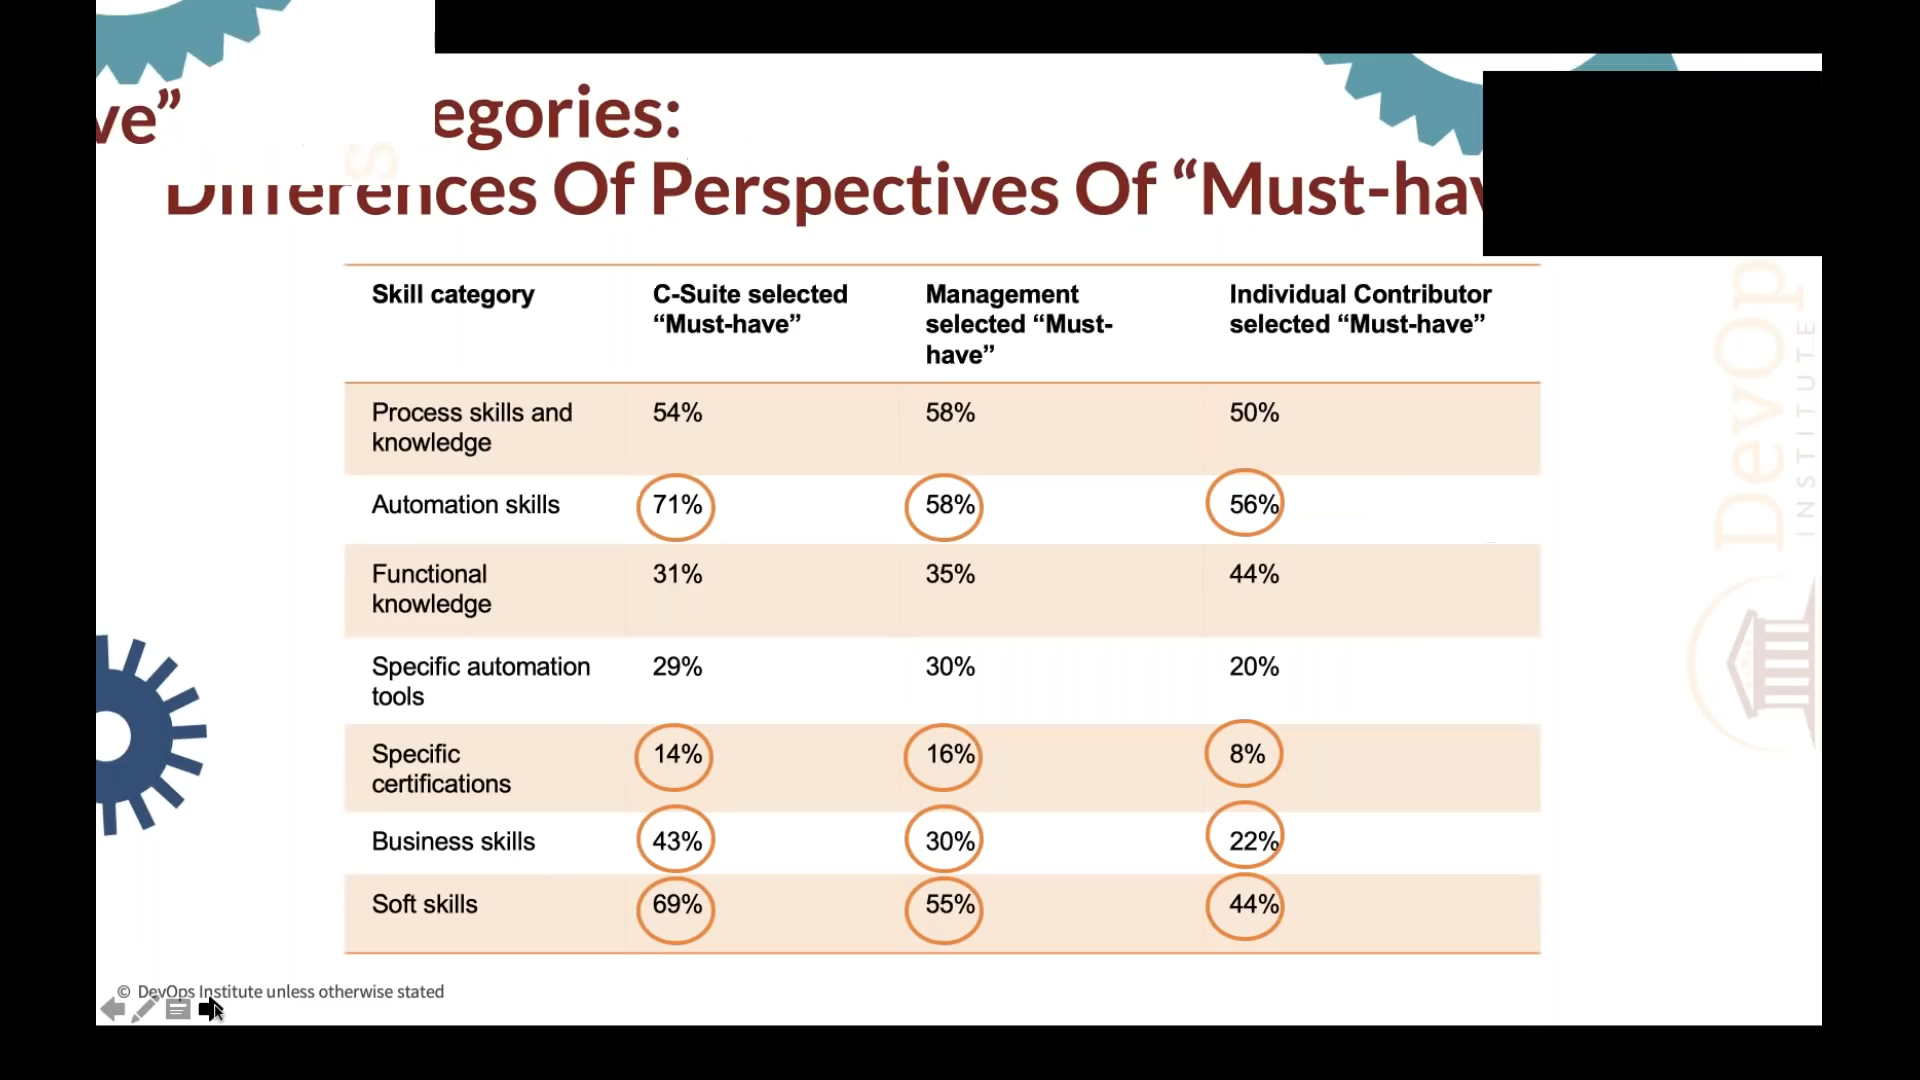 ve”
egories:
Differences Of Perspectives Of “Must-hav
Skill category
C-Suite selected
“Must-have”
Management
selected “Must-
have”
Individual Contributor
selected “Must-have”
Process skills and
knowledge
54%
58%
50%
Automation skills
71%
58%
56%
Functional
knowledge
31%
35%
44%
Specific automation
tools
29%
30%
20%
Specific
certifications
14%
16%
8%
Business skills
43%
30%
22%
Soft skills
69%
55%
44%
© DevOps Institute unless otherwise stated
DevOps
INSTITUTE